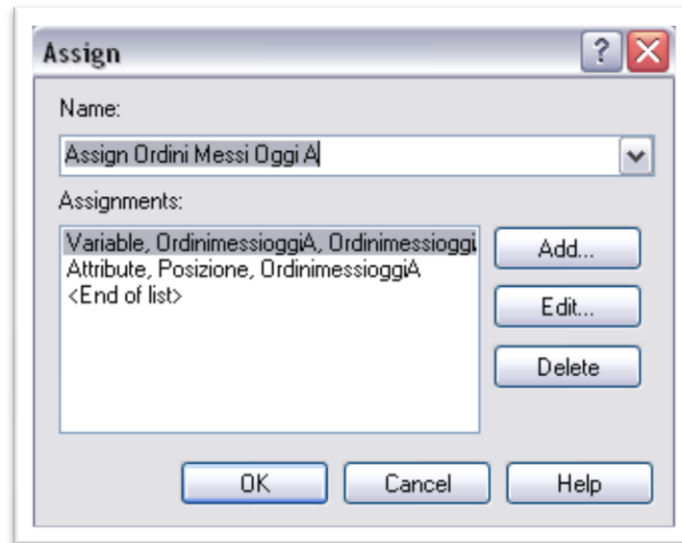 Assign
?
Name:
Assign Ordini Messi Oggi A
Assignments:
Variable, OrdinimessioggiA, Ordinimessioggi
Attribute, Posizione, OrdinimessioggiA
<End of list>
Add...
Edit...
Delete
OK
Cancel
Help